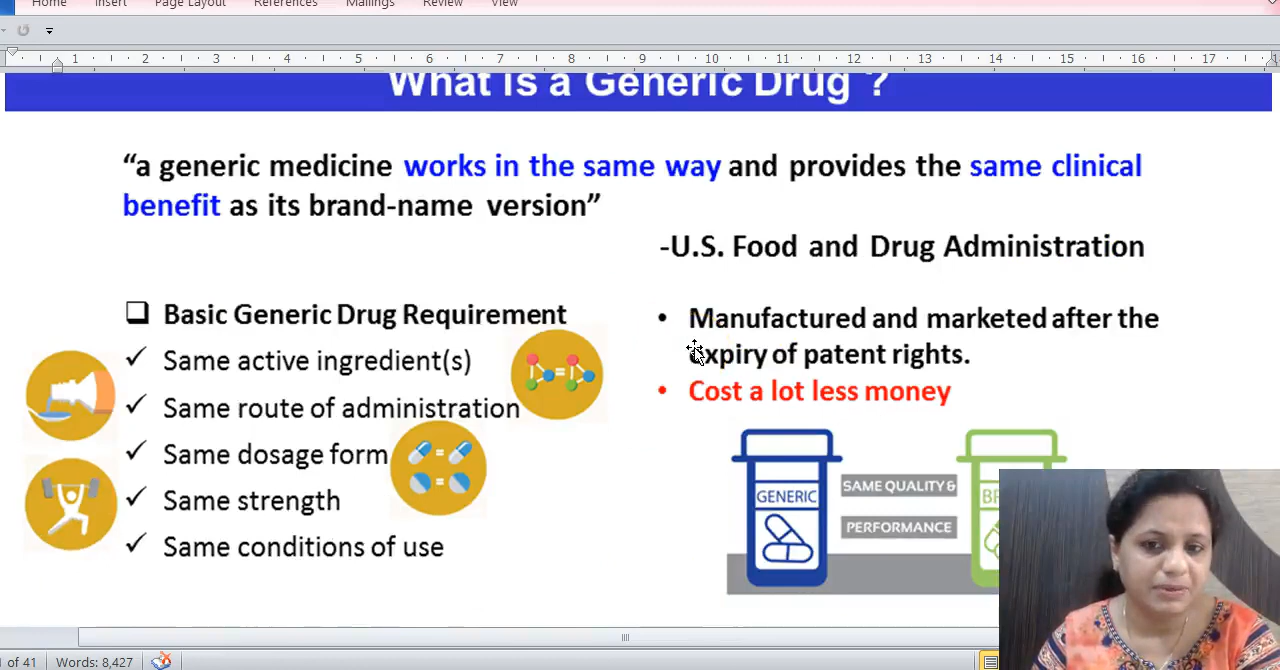 Home Insert Page Layout References Mailings Review View
1 2 3 4 5 6 7 8 9 10 11 12 13 14 15 16 17
What is a Generic Drug ?
“a generic medicine works in the same way and provides the same clinical
benefit as its brand-name version”
-U.S. Food and Drug Administration
Basic Generic Drug Requirement
Same active ingredient(s)
Same route of administration
Same dosage form
Same strength
Same conditions of use
• Manufactured and marketed after the
expiry of patent rights.
• Cost a lot less money
GENERIC
SAME QUALITY &
PERFORMANCE
of 41 Words: 8,427